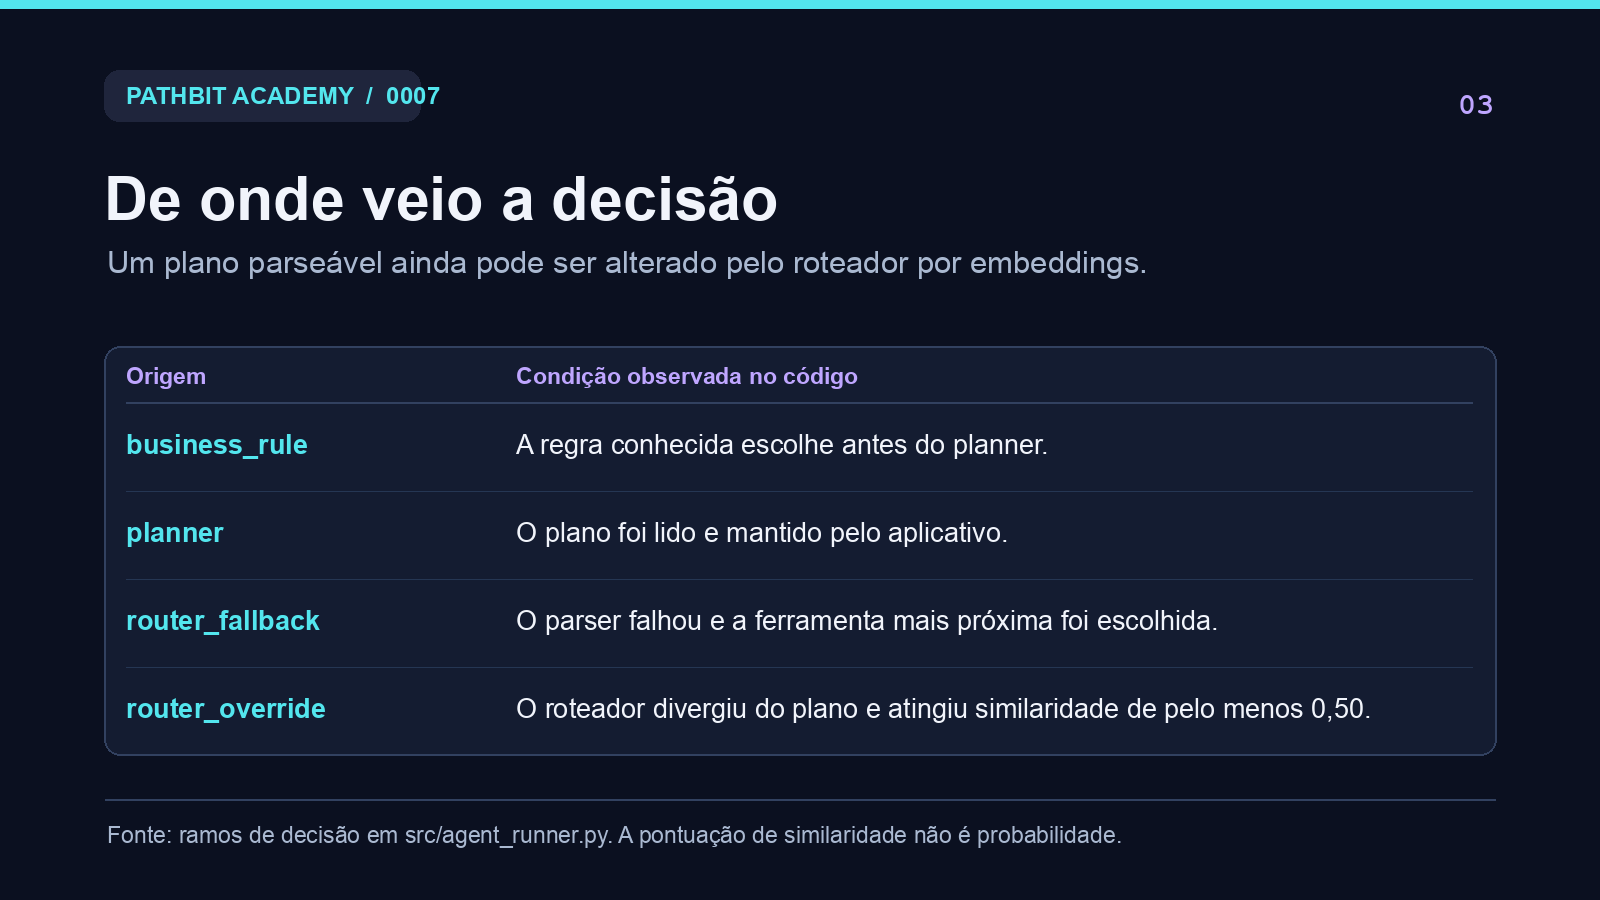 PATHBIT ACADEMY / 0007
03
De onde veio a decisão
Um plano parseável ainda pode ser alterado pelo roteador por embeddings.
Origem Condição observada no código
business_rule A regra conhecida escolhe antes do planner.
planner O plano foi lido e mantido pelo aplicativo.
router_fallback O parser falhou e a ferramenta mais próxima foi escolhida.
router_override O roteador divergiu do plano e atingiu similaridade de pelo menos 0,50.
Fonte: ramos de decisão em src/agent_runner.py. A pontuação de similaridade não é probabilidade.